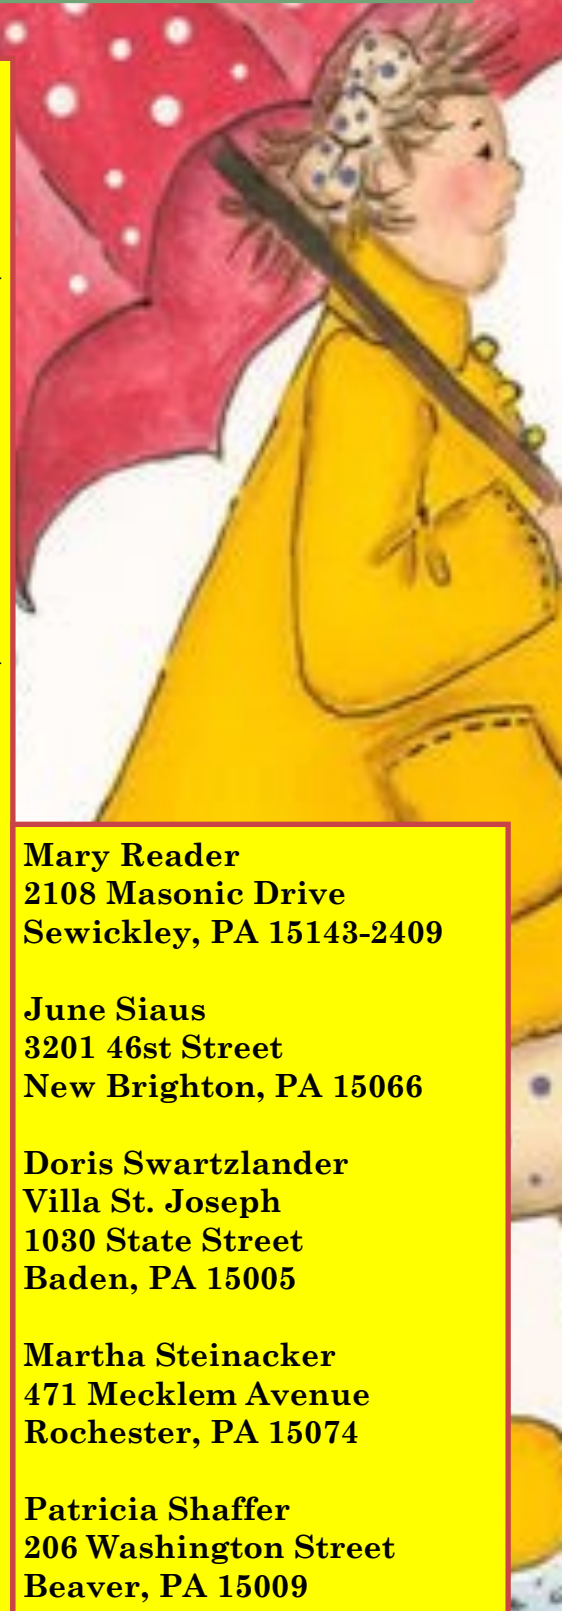 Mary Reader
2108 Masonic Drive
Sewickley, PA 15143-2409
June Siaus
3201 46st Street
New Brighton, PA 15066
Doris Swartzlander
Villa St. Joseph
1030 State Street
Baden, PA 15005
Martha Steinacker
471 Mecklem Avenue
Rochester, PA 15074
Patricia Shaffer
206 Washington Street
Beaver, PA 15009